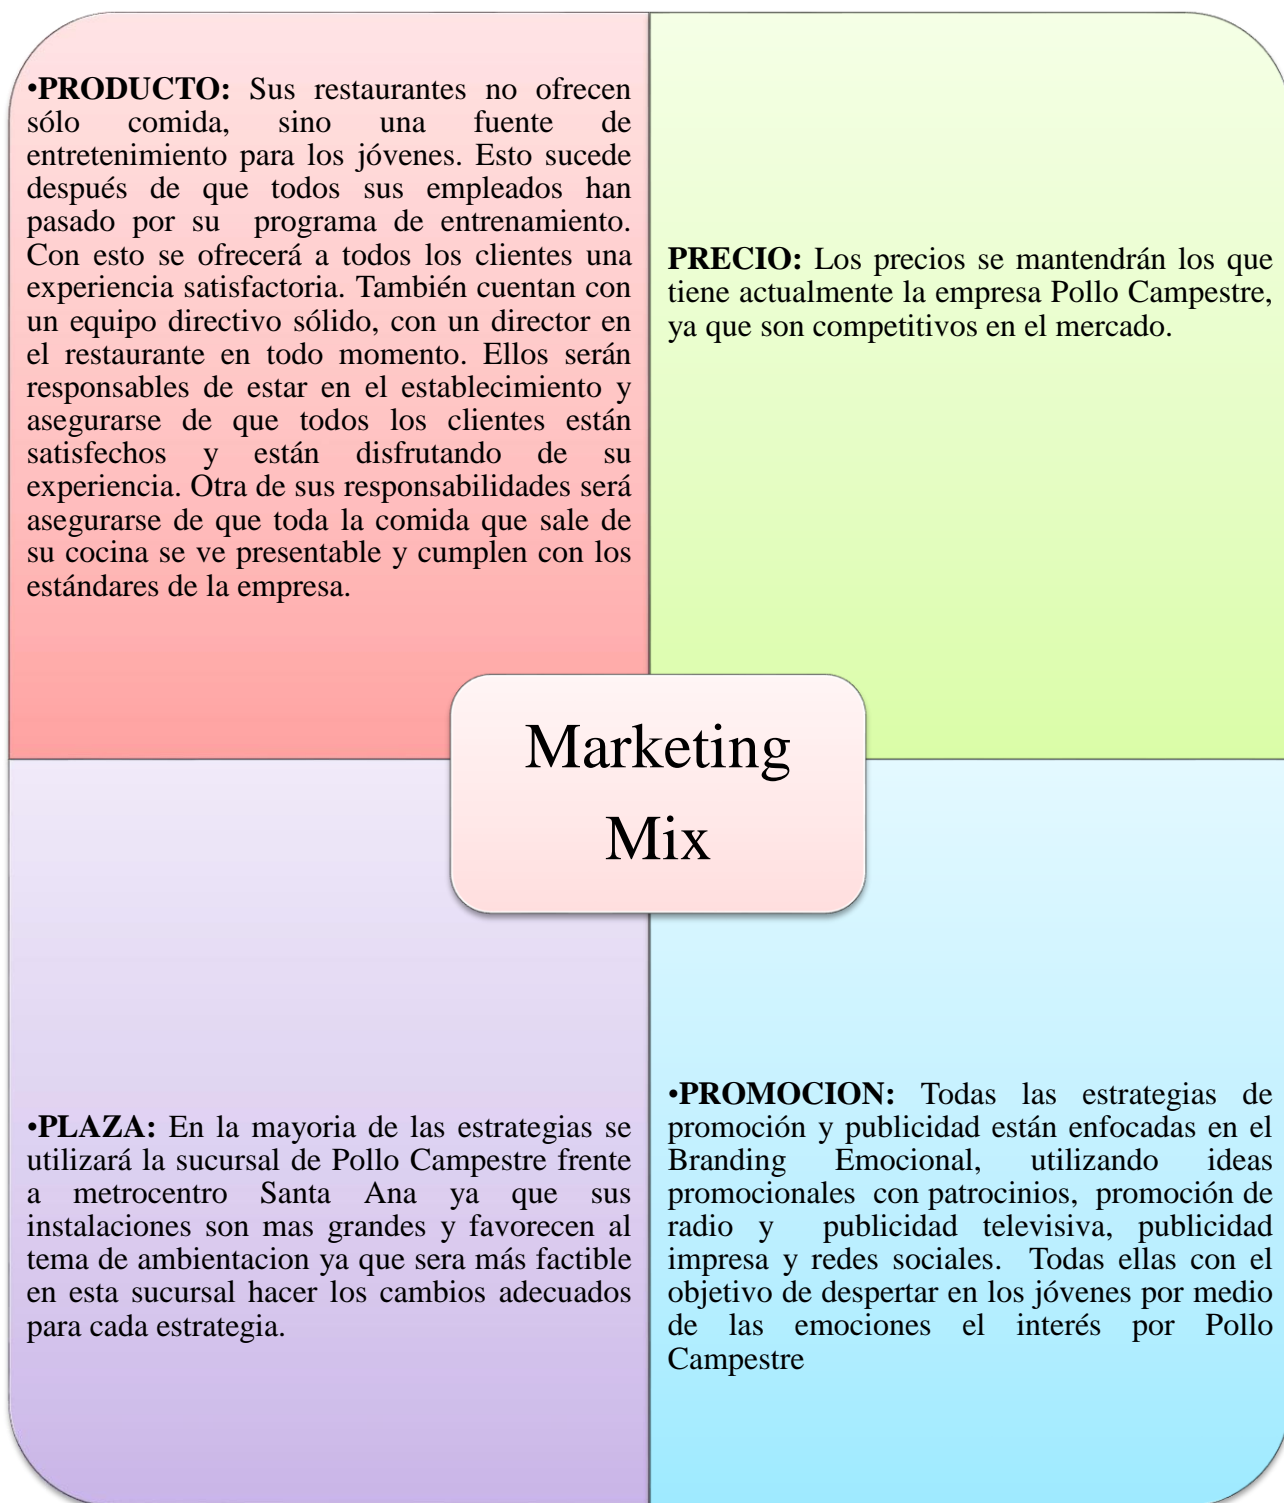 •PRODUCTO: Sus restaurantes no ofrecen
sólo comida, sino una fuente de
entretenimiento para los jóvenes. Esto sucede
después de que todos sus empleados han
pasado por su programa de entrenamiento.
Con esto se ofrecerá a todos los clientes una
experiencia satisfactoria. También cuentan con
un equipo directivo sólido, con un director en
el restaurante en todo momento. Ellos serán
responsables de estar en el establecimiento y
asegurarse de que todos los clientes están
satisfechos y están disfrutando de su
experiencia. Otra de sus responsabilidades será
asegurarse de que toda la comida que sale de
su cocina se ve presentable y cumplen con los
estándares de la empresa.
PRECIO: Los precios se mantendrán los que
tiene actualmente la empresa Pollo Campestre,
ya que son competitivos en el mercado.
Marketing
Mix
•PLAZA: En la mayoria de las estrategias se
utilizará la sucursal de Pollo Campestre frente
a metrocentro Santa Ana ya que sus
instalaciones son mas grandes y favorecen al
tema de ambientacion ya que sera más factible
en esta sucursal hacer los cambios adecuados
para cada estrategia.
•PROMOCION: Todas las estrategias de
promoción y publicidad están enfocadas en el
Branding Emocional, utilizando ideas
promocionales con patrocinios, promoción de
radio y publicidad televisiva, publicidad
impresa y redes sociales. Todas ellas con el
objetivo de despertar en los jóvenes por medio
de las emociones el interés por Pollo
Campestre